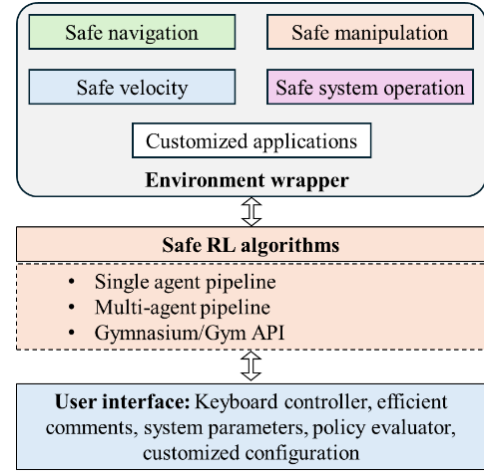 Safe navigation
Safe manipulation
Safe velocity
Safe system operation
Customized applications
Environment wrapper
Safe RL algorithms
• Single agent pipeline
• Multi-agent pipeline
• Gymnasium/Gym API
User interface: Keyboard controller, efficient
comments, system parameters, policy evaluator,
customized configuration